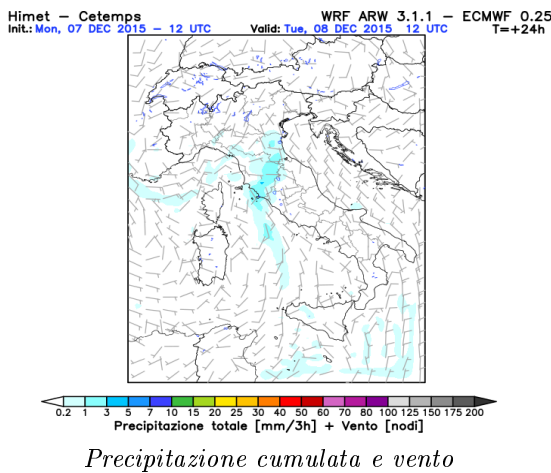 Himet – Cetemps WRF ARW 3.1.1 – ECMWF 0.25
Init.: Mon, 07 DEC 2015 – 12 UTC Valid: Tue, 08 DEC 2015 12 UTC T=+24h
0.2 1 3 5 7 10 15 20 25 30 40 50 60 70 80 100 125 150 175 200
Precipitazione totale [mm/3h] + Vento [nodi]
Precipitazione cumulata e vento